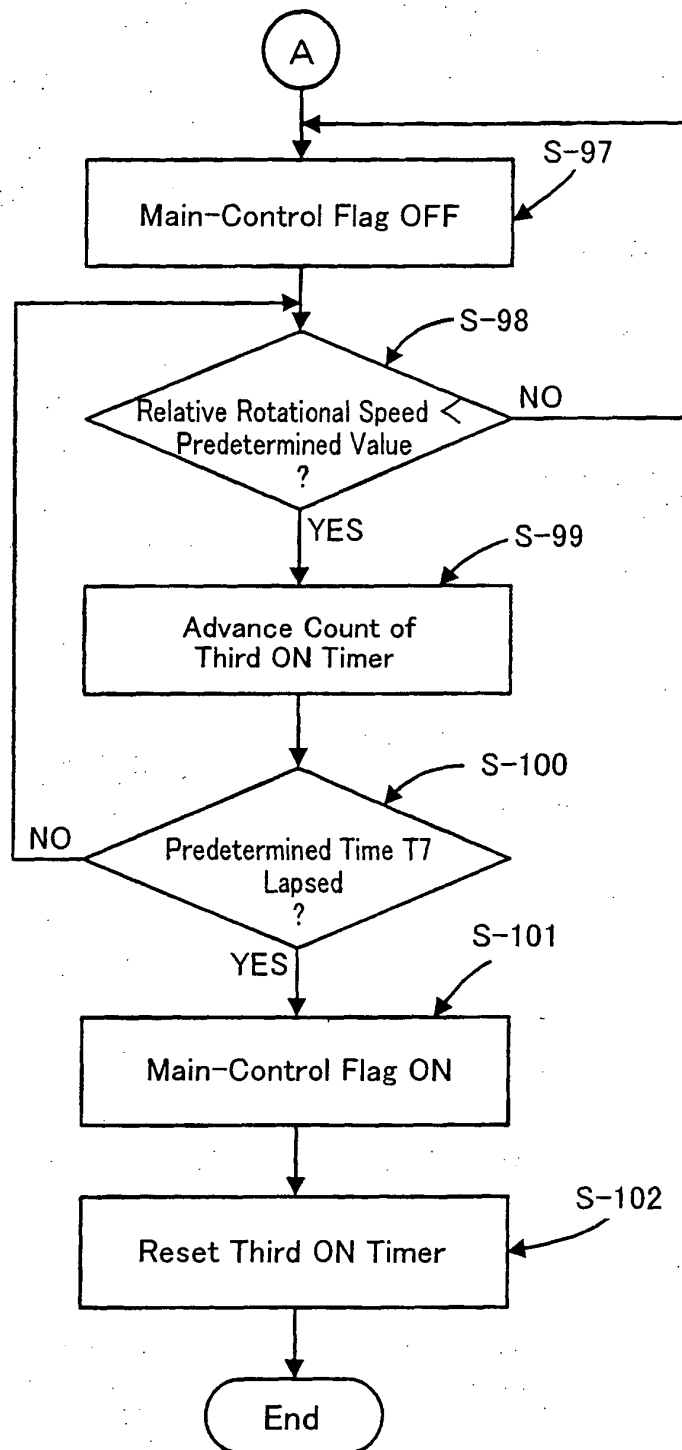 A
S-97
Main-Control Flag OFF
S-98
Relative Rotational Speed <
Predetermined Value
?
NO
YES
S-99
Advance Count of
Third ON Timer
S-100
NO
Predetermined Time T7
Lapsed
?
YES
S-101
Main-Control Flag ON
S-102
Reset Third ON Timer
End